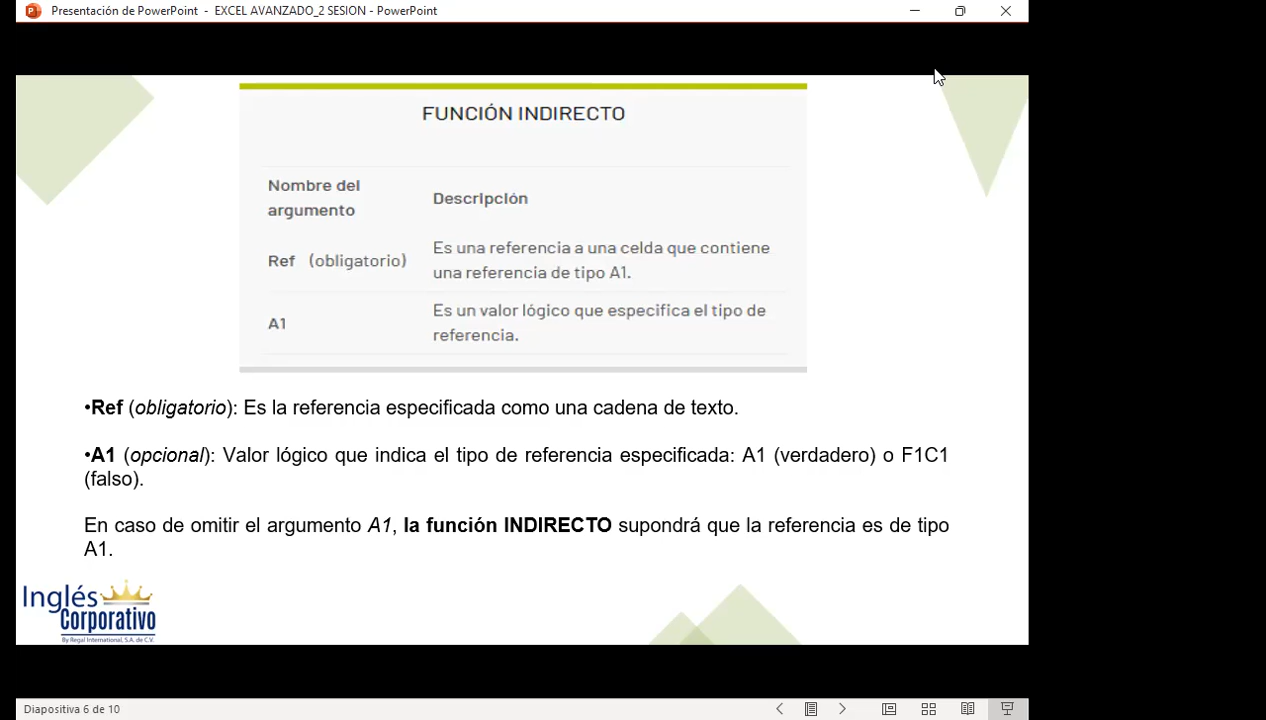 Presentación de PowerPoint - EXCEL AVANZADO_2 SESION - PowerPoint
FUNCIÓN INDIRECTO
Nombre del
argumento
Descripción
Ref (obligatorio)
Es una referencia a una celda que contiene
una referencia de tipo A1.
A1
Es un valor lógico que especifica el tipo de
referencia.
•Ref (obligatorio): Es la referencia especificada como una cadena de texto.
•A1 (opcional): Valor lógico que indica el tipo de referencia especificada: A1 (verdadero) o F1C1
(falso).
En caso de omitir el argumento A1, la función INDIRECTO supondrá que la referencia es de tipo
A1.
Inglés
Corporativo
By Regal International, S.A. de C.V.
Diapositiva 6 de 10